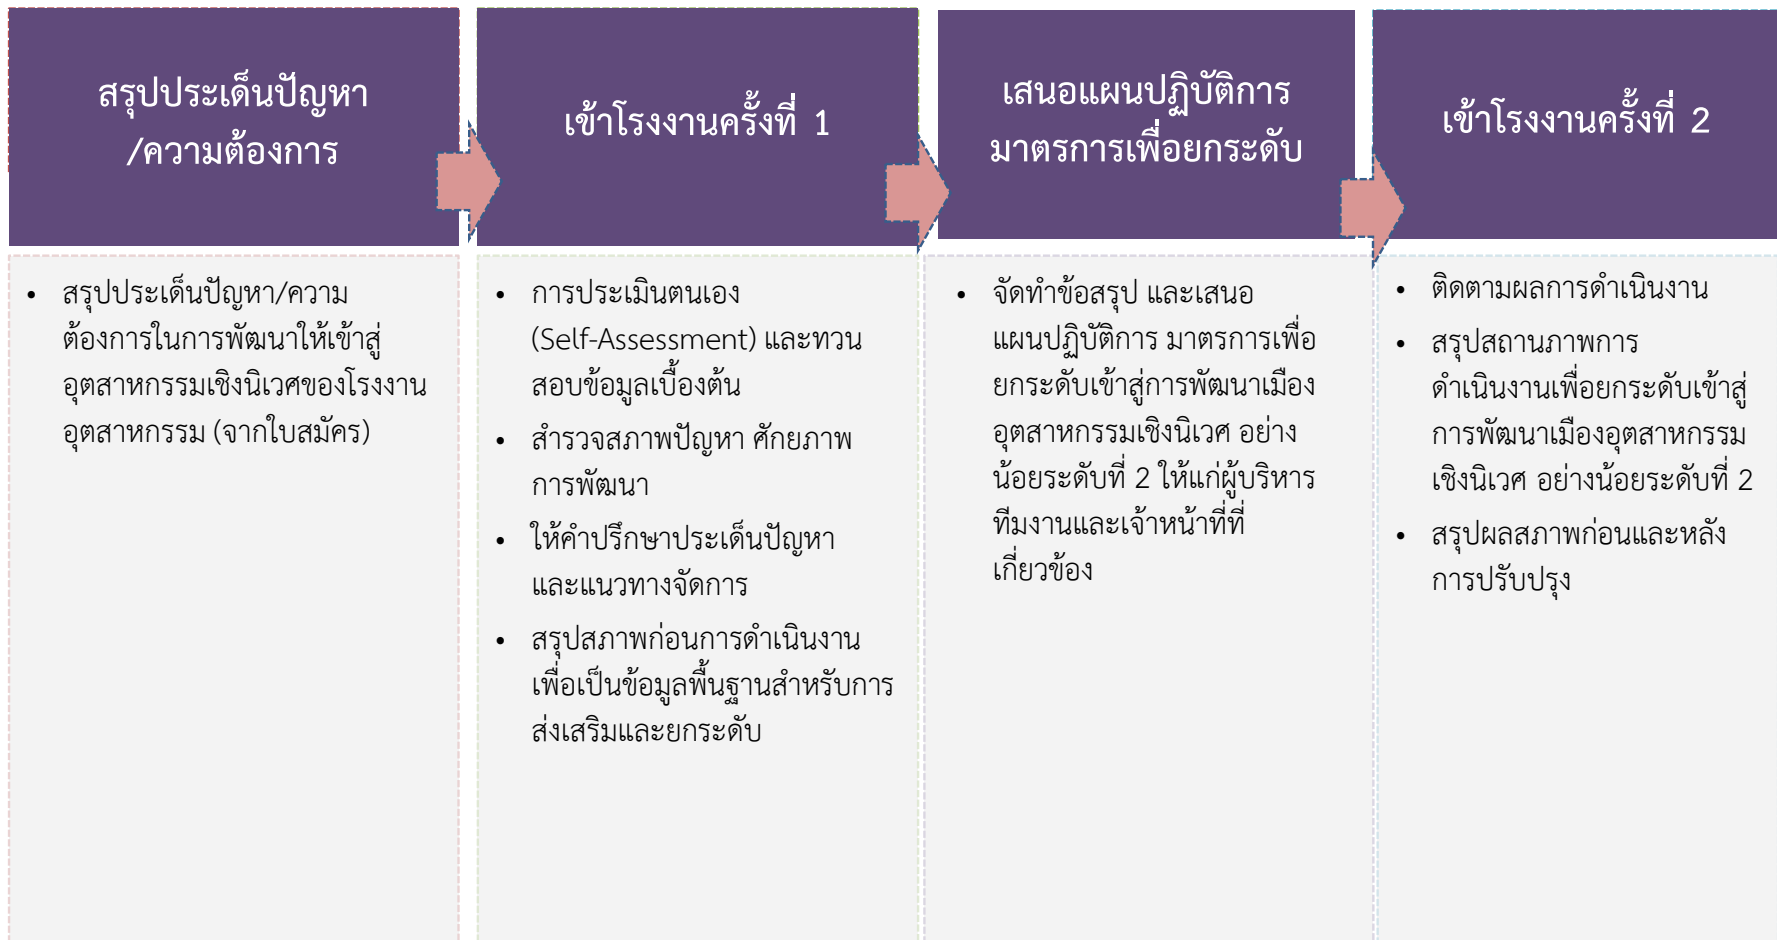 สรุปประเด็นปัญหา
/ความต้องการ
เข้าโรงงานครั้งที่ 1
เสนอแผนปฏิบัติการ
มาตรการเพื่อยกระดับ
เข้าโรงงานครั้งที่ 2
• สรุปประเด็นปัญหา/ความ
ต้องการในการพัฒนาให้เข้าสู่
อุตสาหกรรมเชิงนิเวศของโรงงาน
อุตสาหกรรม (จากใบสมัคร)
• การประเมินตนเอง
(Self-Assessment) และทวน
สอบข้อมูลเบื้องต้น
• สำรวจสภาพปัญหา ศักยภาพ
การพัฒนา
• ให้คำปรึกษาประเด็นปัญหา
และแนวทางจัดการ
• สรุปสภาพก่อนการดำเนินงาน
เพื่อเป็นข้อมูลพื้นฐานสำหรับการ
ส่งเสริมและยกระดับ
• จัดทำข้อสรุป และเสนอ
แผนปฏิบัติการ มาตรการเพื่อ
ยกระดับเข้าสู่การพัฒนาเมือง
อุตสาหกรรมเชิงนิเวศ อย่าง
น้อยระดับที่ 2 ให้แก่ผู้บริหาร
ทีมงานและเจ้าหน้าที่ที่
เกี่ยวข้อง
• ติดตามผลการดำเนินงาน
• สรุปสถานภาพการ
ดำเนินงานเพื่อยกระดับเข้าสู่
การพัฒนาเมืองอุตสาหกรรม
เชิงนิเวศ อย่างน้อยระดับที่ 2
• สรุปผลสภาพก่อนและหลัง
การปรับปรุง